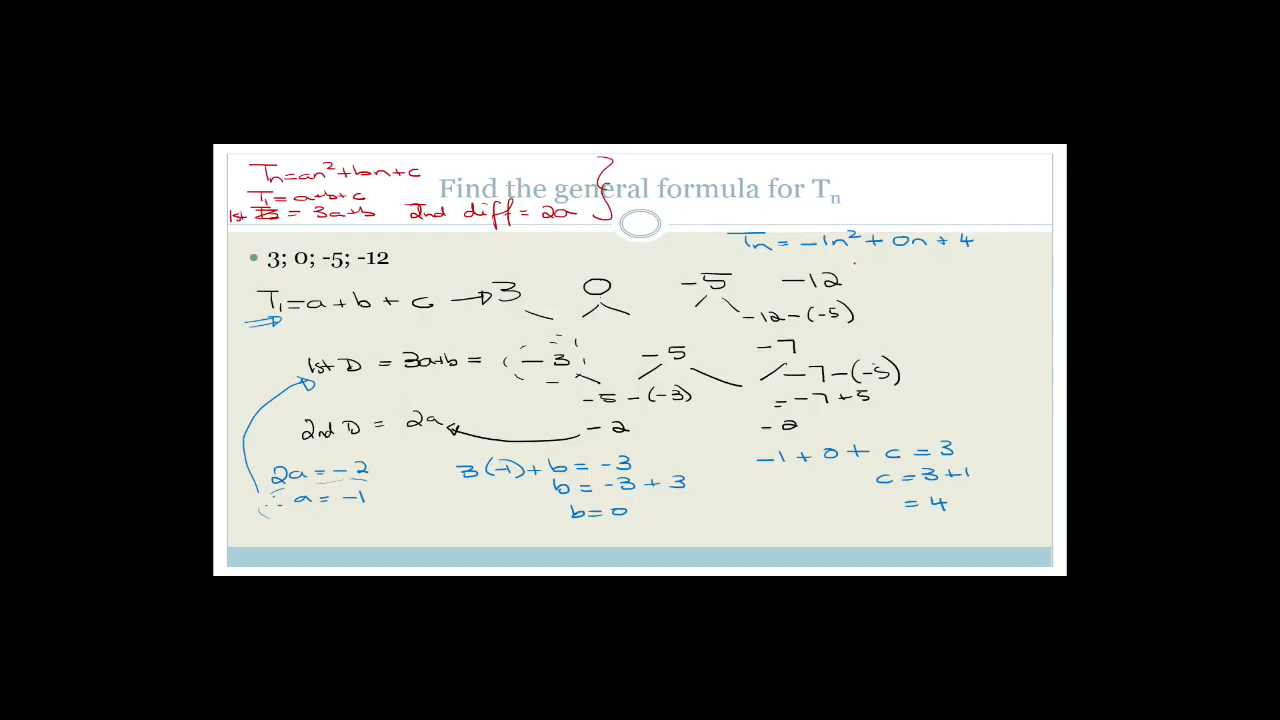 Tn=an²+bn+c
T₁=a+b+c
1st D = 3a+b 2nd diff = 2a
Find the general formula for Tₙ
Tn = -1n² + 0n + 4
• 3; 0; -5; -12
T₁=a+b+c → 3 0 -5 -12
-12-(-5)
1st D = 3a+b = -3 -5 -7
-7-(-5)
-5-(-3) = -7+5
2nd D = 2a -2 -2
2a = -2 3(-1)+b = -3 -1+0+c = 3
∴ a = -1 b = -3+3 c = 3+1
b = 0 = 4